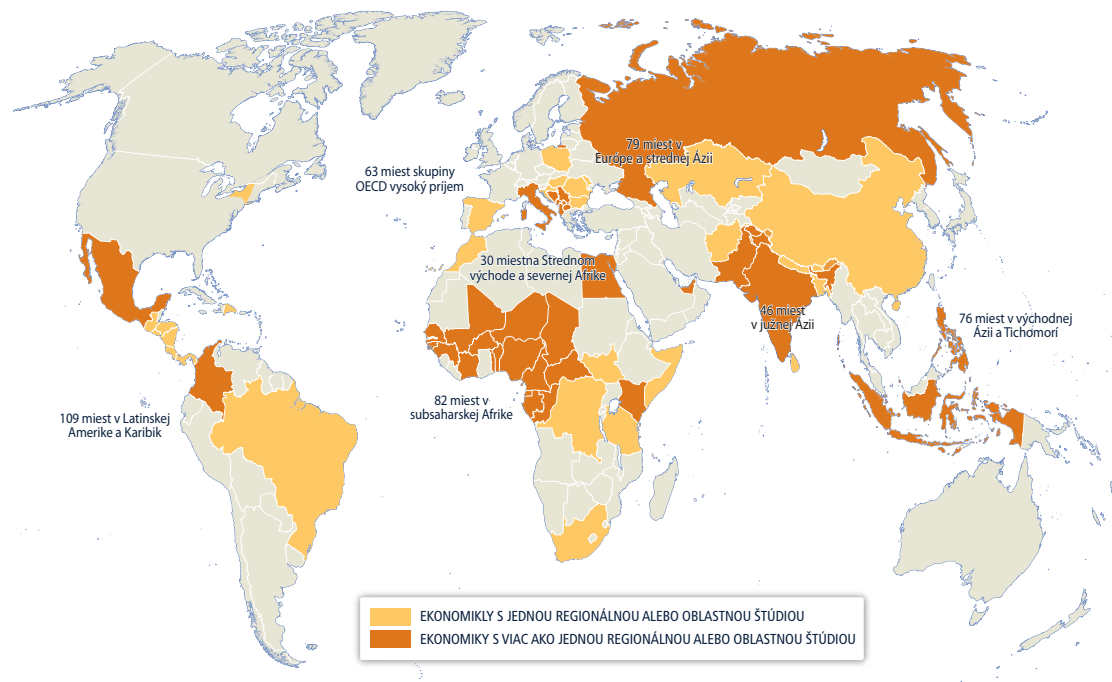 79 miest v
Európe a strednej Ázii
63 miest skupiny
OECD vysoký príjem
30 miestna Strednom
východe a severnej Afrike
46 miest
v južnej Ázii
76 miest v východnej
Ázii a Tichomorí
82 miest v
subsaharskej Afrike
109 miest v Latinskej
Amerike a Karibik
EKONOMIKLY S JEDNOU REGIONÁLNOU ALEBO OBLASTNOU ŠTÚDIOU
EKONOMIKY S VIAC AKO JEDNOU REGIONÁLNOU ALEBO OBLASTNOU ŠTÚDIOU